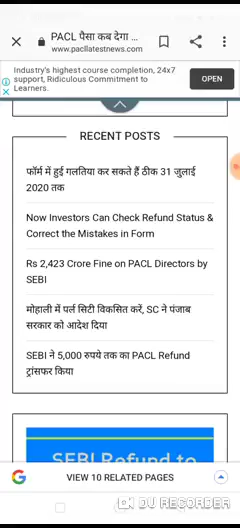 PACL पैसा कब देगा ...
www.pacllatestnews.com
Industry's highest course completion, 24x7
support, Ridiculous Commitment to
Learners.
OPEN
RECENT POSTS
फॉर्म में हुई गलतिया कर सकते हैं ठीक 31 जुलाई
2020 तक
Now Investors Can Check Refund Status &
Correct the Mistakes in Form
Rs 2,423 Crore Fine on PACL Directors by
SEBI
मोहाली में पर्ल सिटी विकसित करें, SC ने पंजाब
सरकार को आदेश दिया
SEBI ने 5,000 रुपये तक का PACL Refund
ट्रांसफर किया
SEBI Refund to
G
VIEW 10 RELATED PAGES
DU RECORDER